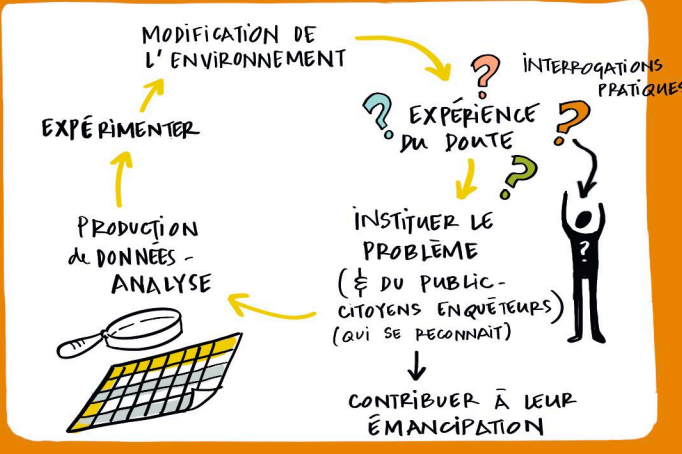 MODIFICATION DE
L'ENVIRONNEMENT
INTERROGATIONS
PRATIQUES
EXPÉRIENCE
DU DOUTE
EXPÉRIMENTER
INSTITUER LE
PROBLÈME
(& DU PUBLIC-
CITOYENS ENQUÊTEURS)
(QUI SE RECONNAIT)
PRODUCTION
de DONNÉES -
ANALYSE
CONTRIBUER À LEUR
ÉMANCIPATION